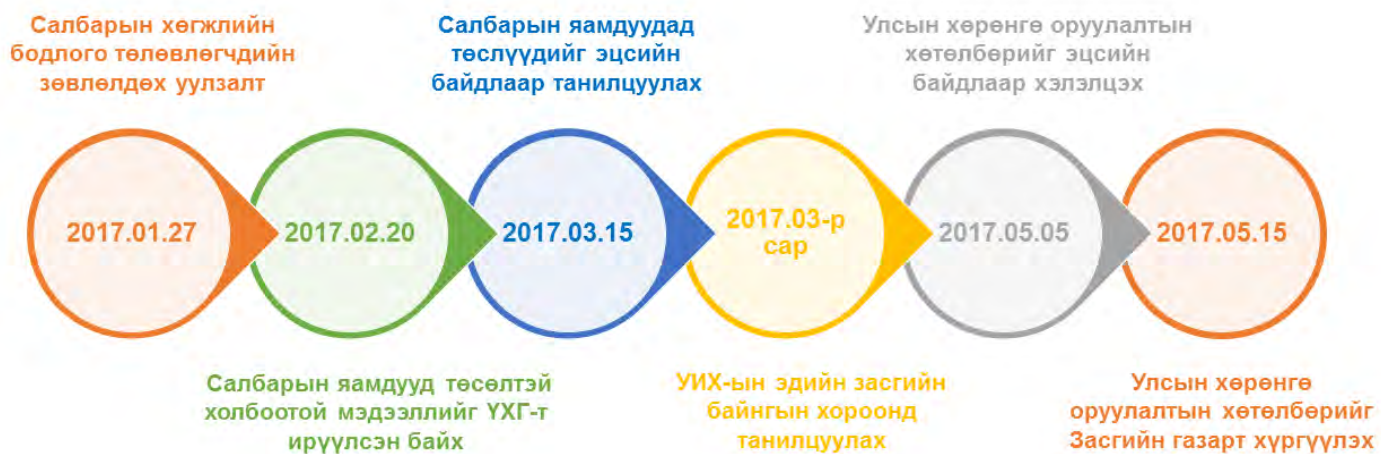 Салбарын хөгжлийн
бодлого төлөвлөгчдийн
зөвлөлдөх уулзалт
Салбарын яамдуудад
төслүүдийг эцсийн
байдлаар танилцуулах
Улсын хөрөнгө оруулалтын
хөтөлбөрийг эцсийн
байдлаар хэлэлцэх
2017.01.27
2017.02.20
2017.03.15
2017.03-р
сар
2017.05.05
2017.05.15
Салбарын яамдууд төсөлтэй
холбоотой мэдээллийг ҮХГ-т
ирүүлсэн байх
УИХ-ын эдийн засгийн
байнгын хороонд
танилцуулах
Улсын хөрөнгө
оруулалтын хөтөлбөрийг
Засгийн газарт хүргүүлэх